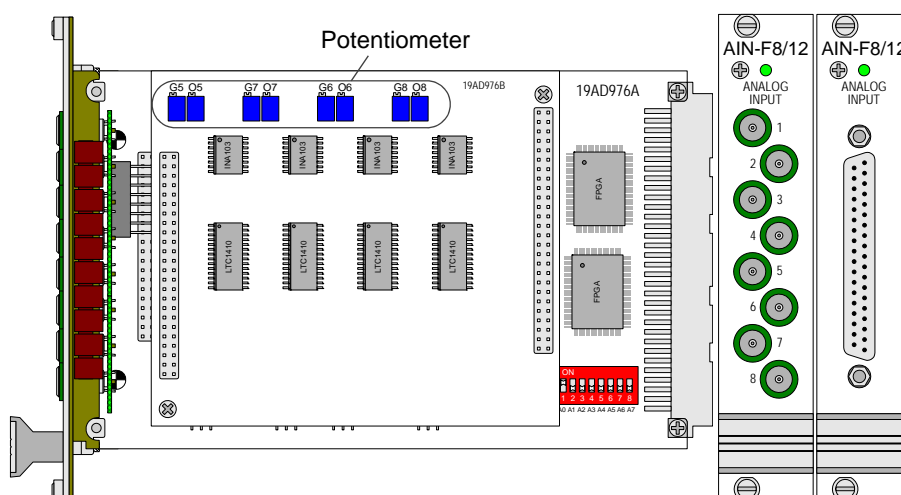 Potentiometer
G5 O5 G7 O7 G6 O6 G8 O8
19AD976B
19AD976A
INA103 INA103 INA103 INA103
LTC1410 LTC1410 LTC1410 LTC1410
FPGA
FPGA
ON
1 2 3 4 5 6 7 8
A0 A1 A2 A3 A4 A5 A6 A7
AIN-F8/12
ANALOG
INPUT
1
2
3
4
5
6
7
8
AIN-F8/12
ANALOG
INPUT